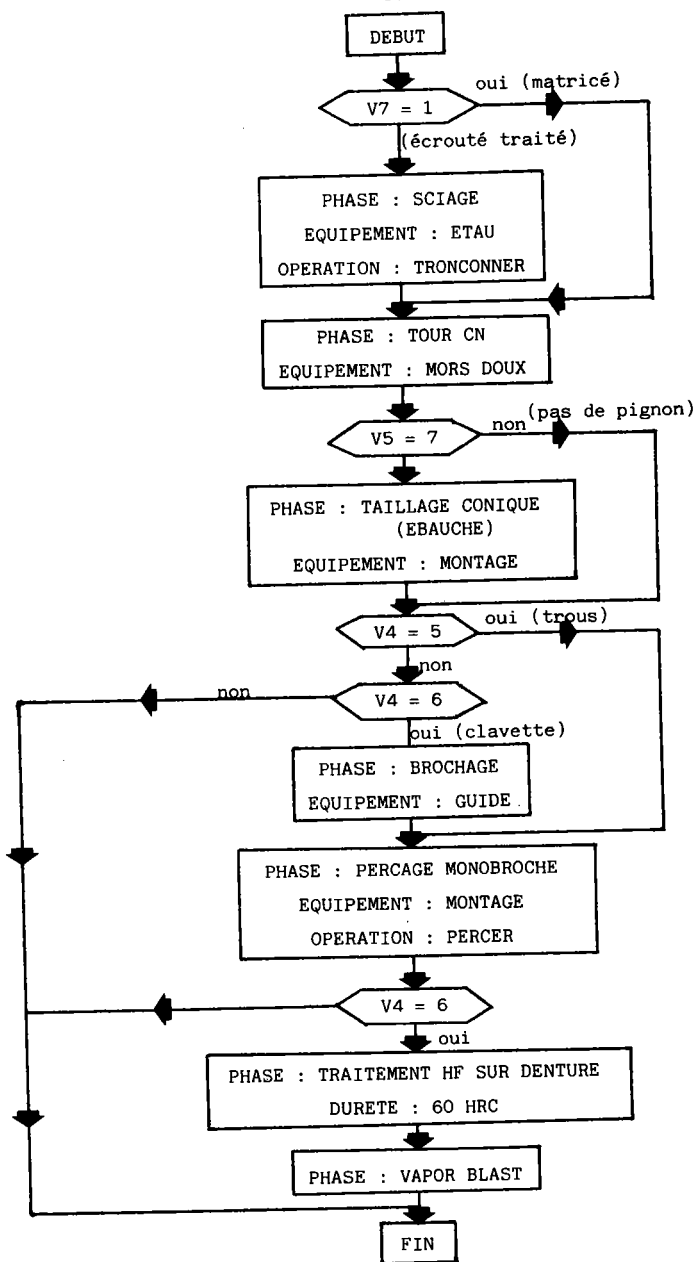 DEBUT
oui (matricé)
V7 = 1
(écrouté traité)
PHASE : SCIAGE
EQUIPEMENT : ETAU
OPERATION : TRONCONNER
PHASE : TOUR CN
EQUIPEMENT : MORS DOUX
(pas de pignon)
non
V5 = 7
PHASE : TAILLAGE CONIQUE
(EBAUCHE)
EQUIPEMENT : MONTAGE
oui (trous)
V4 = 5
non
non
V4 = 6
oui (clavette)
PHASE : BROCHAGE
EQUIPEMENT : GUIDE
PHASE : PERCAGE MONOBROCHE
EQUIPEMENT : MONTAGE
OPERATION : PERCER
V4 = 6
oui
PHASE : TRAITEMENT HF SUR DENTURE
DURETE : 60 HRC
PHASE : VAPOR BLAST
FIN